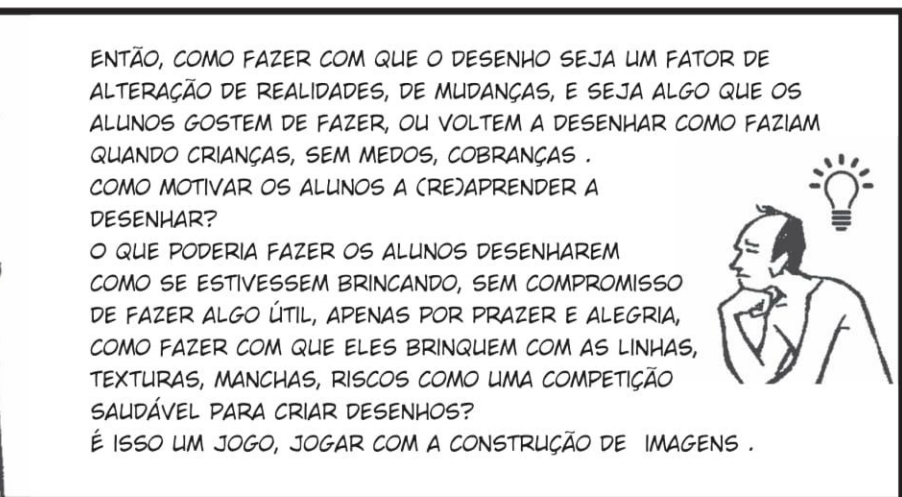 ENTÃO, COMO FAZER COM QUE O DESENHO SEJA UM FATOR DE
ALTERAÇÃO DE REALIDADES, DE MUDANÇAS, E SEJA ALGO QUE OS
ALUNOS GOSTEM DE FAZER, OU VOLTEM A DESENHAR COMO FAZIAM
QUANDO CRIANÇAS, SEM MEDOS, COBRANÇAS .
COMO MOTIVAR OS ALUNOS A (RE)APRENDER A
DESENHAR?
O QUE PODERIA FAZER OS ALUNOS DESENHAREM
COMO SE ESTIVESSEM BRINCANDO, SEM COMPROMISSO
DE FAZER ALGO ÚTIL, APENAS POR PRAZER E ALEGRIA,
COMO FAZER COM QUE ELES BRINQUEM COM AS LINHAS,
TEXTURAS, MANCHAS, RISCOS COMO UMA COMPETIÇÃO
SAUDÁVEL PARA CRIAR DESENHOS?
É ISSO UM JOGO, JOGAR COM A CONSTRUÇÃO DE IMAGENS .